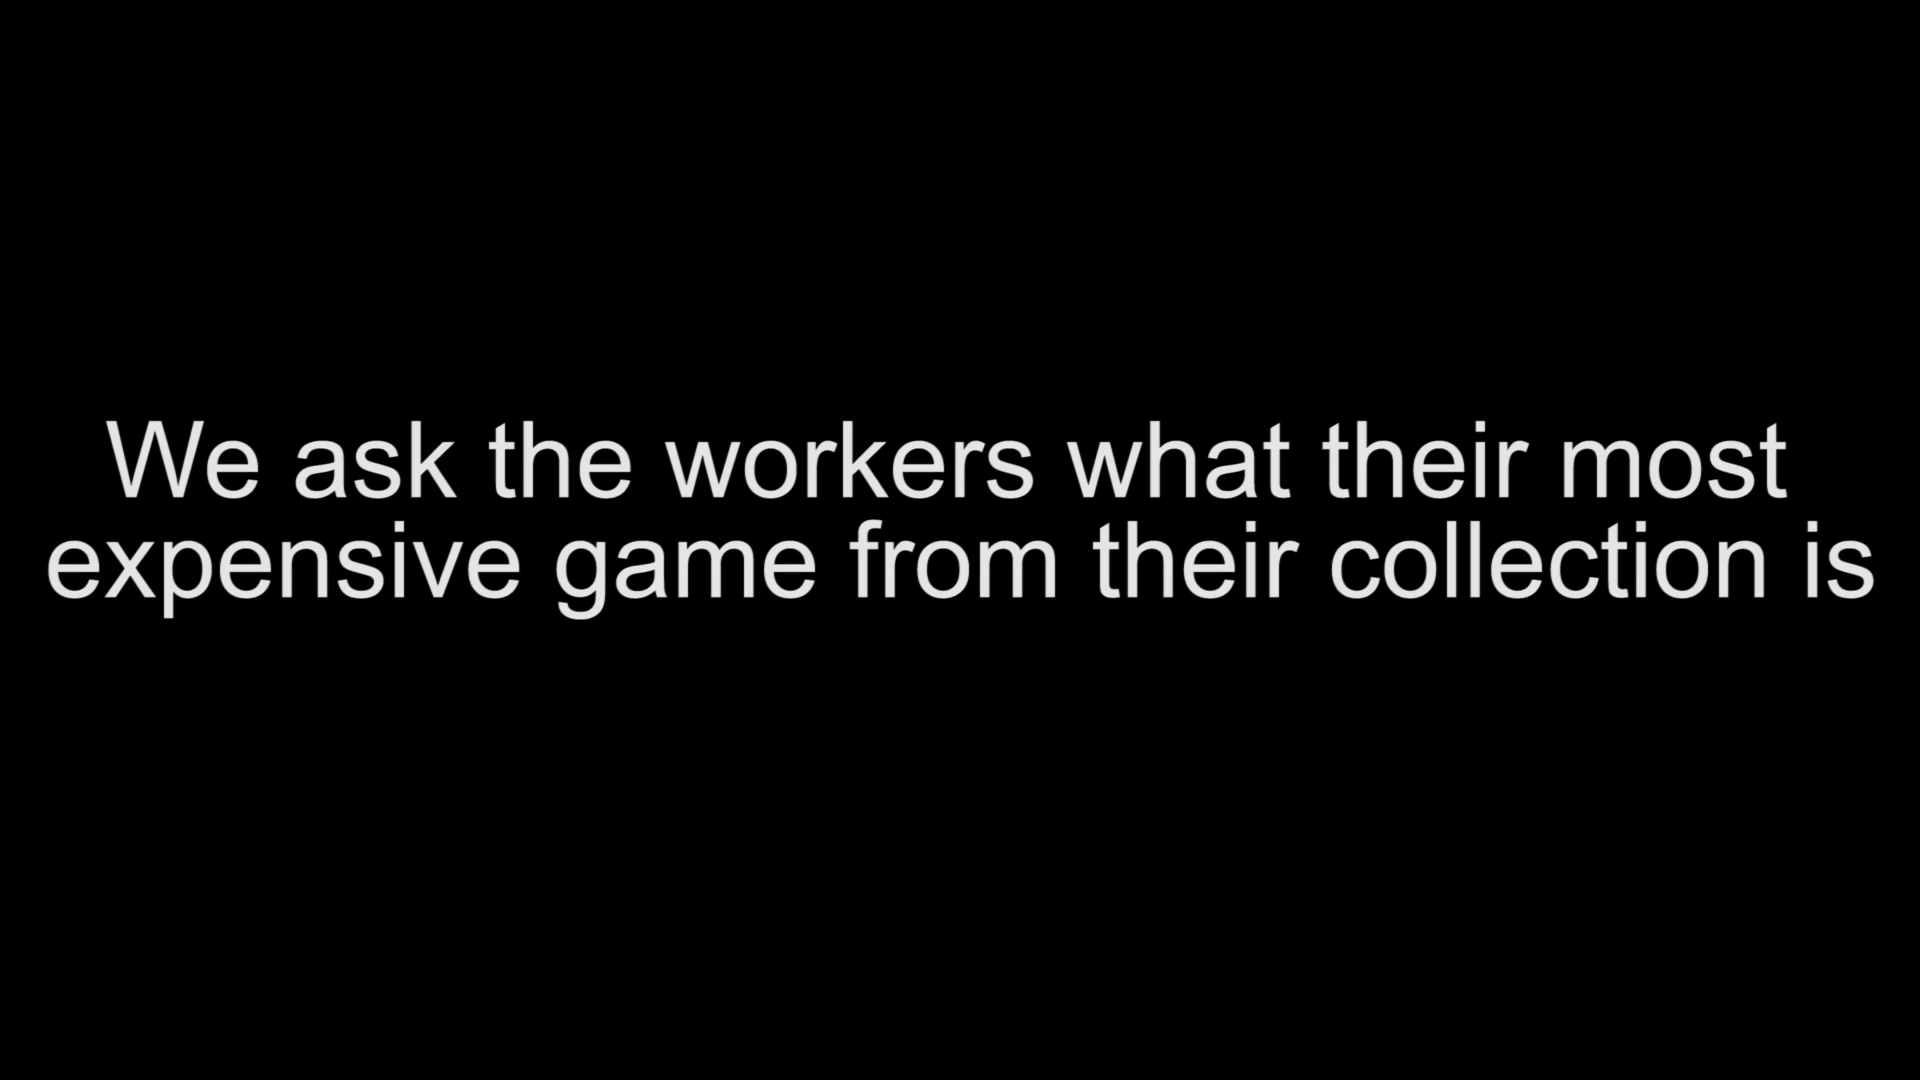 We ask the workers what their most
expensive game from their collection is